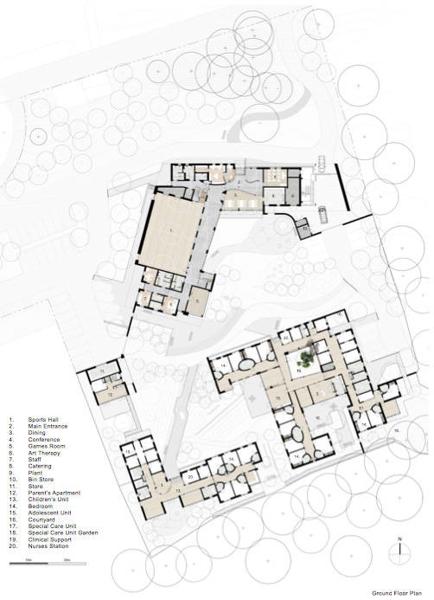 1. Sports Hall
2. Main Entrance
3. Dining
4. Conference
5. Games Room
6. Art Therapy
7. Staff
8. Catering
9. Plant
10. Bin Store
11. Store
12. Parent's Apartment
13. Children's Unit
14. Bedroom
15. Adolescent Unit
16. Courtyard
17. Special Care Unit
18. Special Care Unit Garden
19. Clinical Support
20. Nurses Station
N
Ground Floor Plan